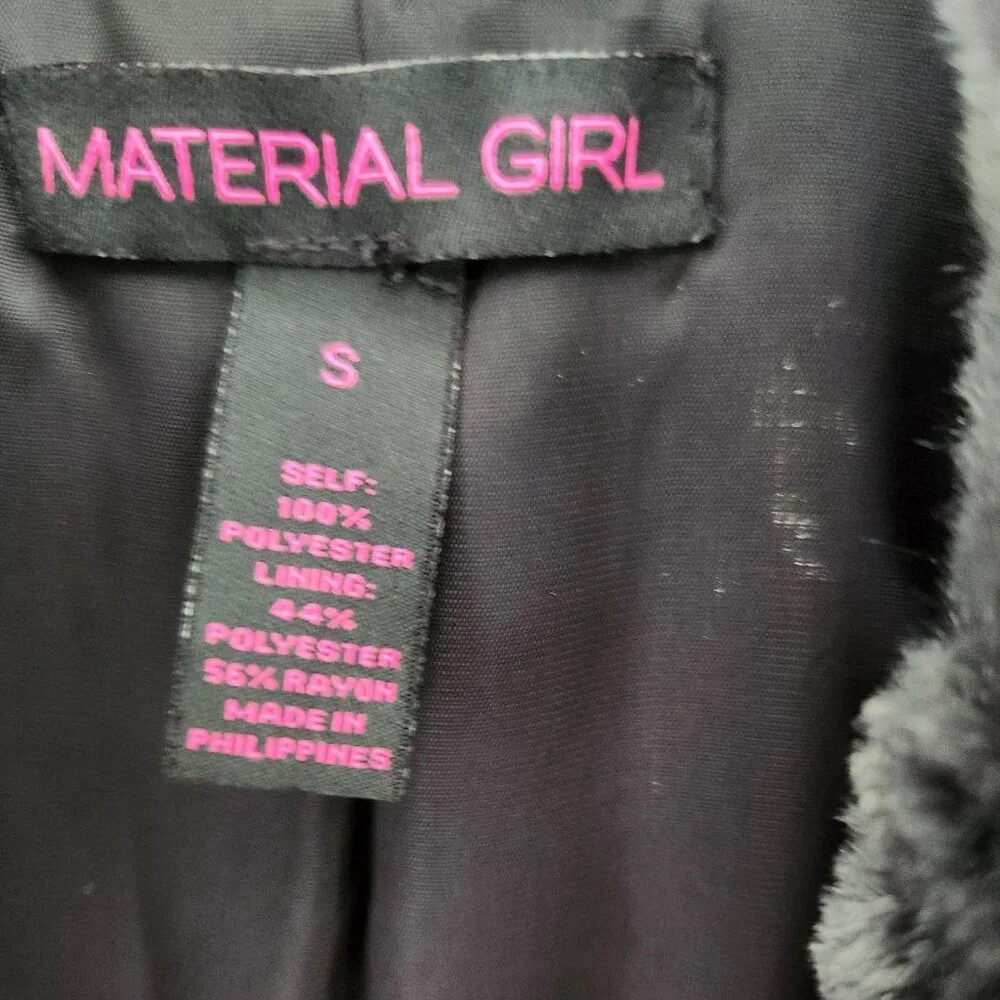 MATERIAL GIRL
S
SELF:
100%
POLYESTER
LINING:
44%
POLYESTER
56% RAYON
MADE IN
PHILIPPINES